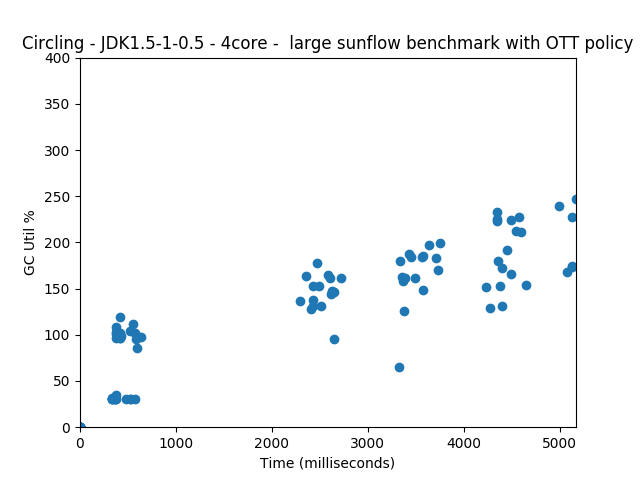 Circling - JDK1.5-1-0.5 - 4core -  large sunflow benchmark with OTT policy
400
350
300
250
200
150
100
50
0
GC Util %
0 1000 2000 3000 4000 5000
Time (milliseconds)